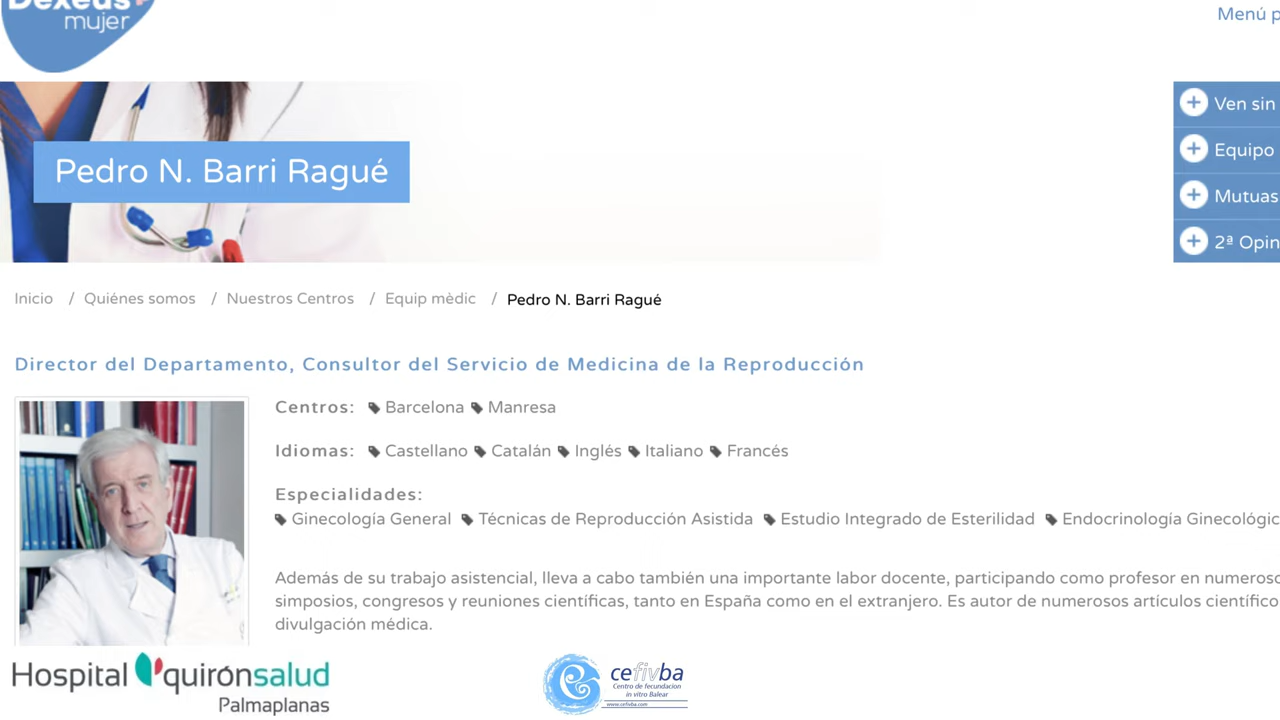 Dexeus
mujer
Menú p
Pedro N. Barri Ragué
Ven sin
Equipo
Mutuas
2ª Opin
Inicio / Quiénes somos / Nuestros Centros / Equip mèdic / Pedro N. Barri Ragué
Director del Departamento, Consultor del Servicio de Medicina de la Reproducción
Centros: Barcelona Manresa
Idiomas: Castellano Catalán Inglés Italiano Francés
Especialidades:
Ginecología General Técnicas de Reproducción Asistida Estudio Integrado de Esterilidad Endocrinología Ginecológic
Además de su trabajo asistencial, lleva a cabo también una importante labor docente, participando como profesor en numeroso
simposios, congresos y reuniones científicas, tanto en España como en el extranjero. Es autor de numerosos artículos científico
divulgación médica.
Hospital quirónsalud
Palmaplanas
cefivba
Centro de fecundacion
in vitro Balear
www.cefivba.com